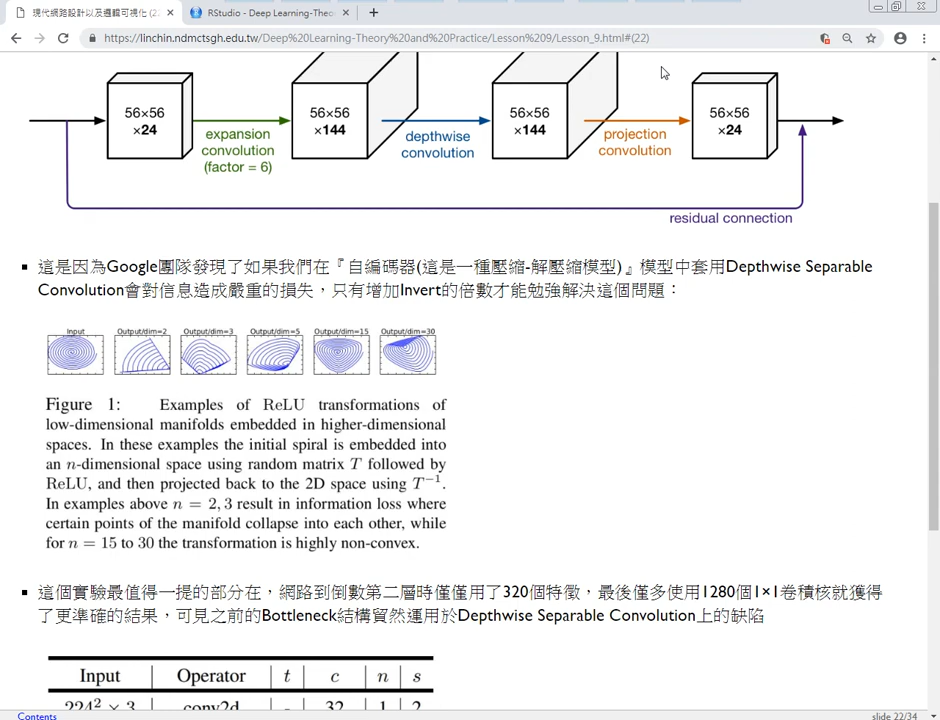 現代網路設計以及邏輯可視化 (2
RStudio - Deep Learning-Theo
https://linchin.ndmctsgh.edu.tw/Deep%20Learning-Theory%20and%20Practice/Lesson%209/Lesson_9.html#(22)
56×56
×24
expansion
convolution
(factor = 6)
56×56
×144
depthwise
convolution
56×56
×144
projection
convolution
56×56
×24
residual connection
這是因為Google團隊發現了如果我們在『自編碼器(這是一種壓縮-解壓縮模型)』模型中套用Depthwise Separable
Convolution會對信息造成嚴重的損失，只有增加Invert的倍數才能勉強解決這個問題：
Input Output/dim=2 Output/dim=3 Output/dim=5 Output/dim=15 Output/dim=30
Figure 1: Examples of ReLU transformations of
low-dimensional manifolds embedded in higher-dimensional
spaces. In these examples the initial spiral is embedded into
an n-dimensional space using random matrix T followed by
ReLU, and then projected back to the 2D space using T⁻¹.
In examples above n = 2, 3 result in information loss where
certain points of the manifold collapse into each other, while
for n = 15 to 30 the transformation is highly non-convex.
這個實驗最值得一提的部分在，網路到倒數第二層時僅僅用了320個特徵，最後僅多使用1280個1×1卷積核就獲得
了更準確的結果，可見之前的Bottleneck結構貿然運用於Depthwise Separable Convolution上的缺陷
Input Operator t c n s
224² × 3 conv2d - 32 1 2
Contents
slide 22/34